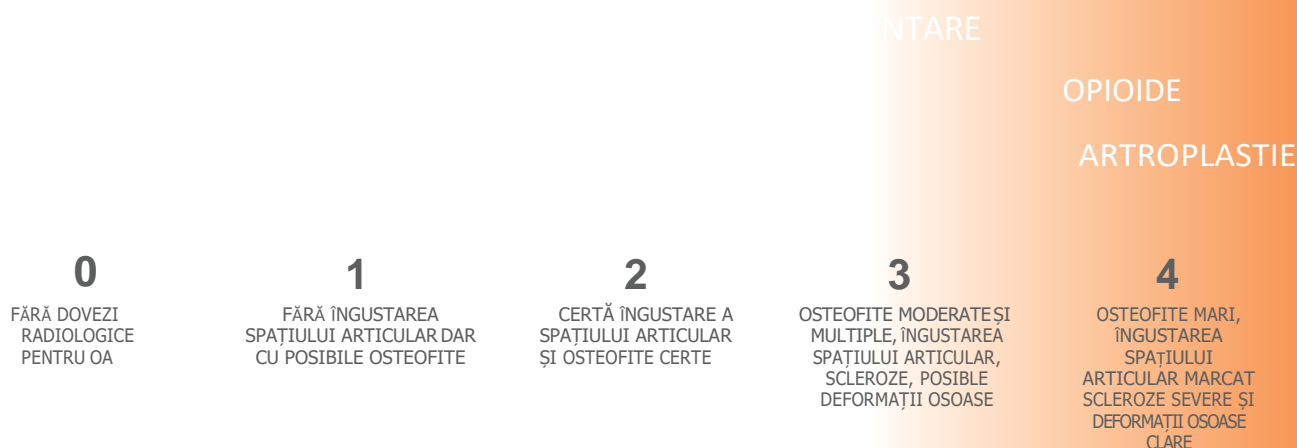 NTARE
OPIOIDE
ARTROPLASTIE
0
FĂRĂ DOVEZI
RADIOLOGICE
PENTRU OA
1
FĂRĂ ÎNGUSTAREA
SPAȚIULUI ARTICULAR DAR
CU POSIBILE OSTEOFITE
2
CERTĂ ÎNGUSTARE A
SPAȚIULUI ARTICULAR
ȘI OSTEOFITE CERTE
3
OSTEOFITE MODERATE ȘI
MULTIPLE, ÎNGUSTAREA
SPAȚIULUI ARTICULAR,
SCLEROZE, POSIBLE
DEFORMAȚII OSOASE
4
OSTEOFITE MARI,
ÎNGUSTAREA
SPAȚIULUI
ARTICULAR MARCAT
SCLEROZE SEVERE ȘI
DEFORMAȚII OSOASE
CLARE